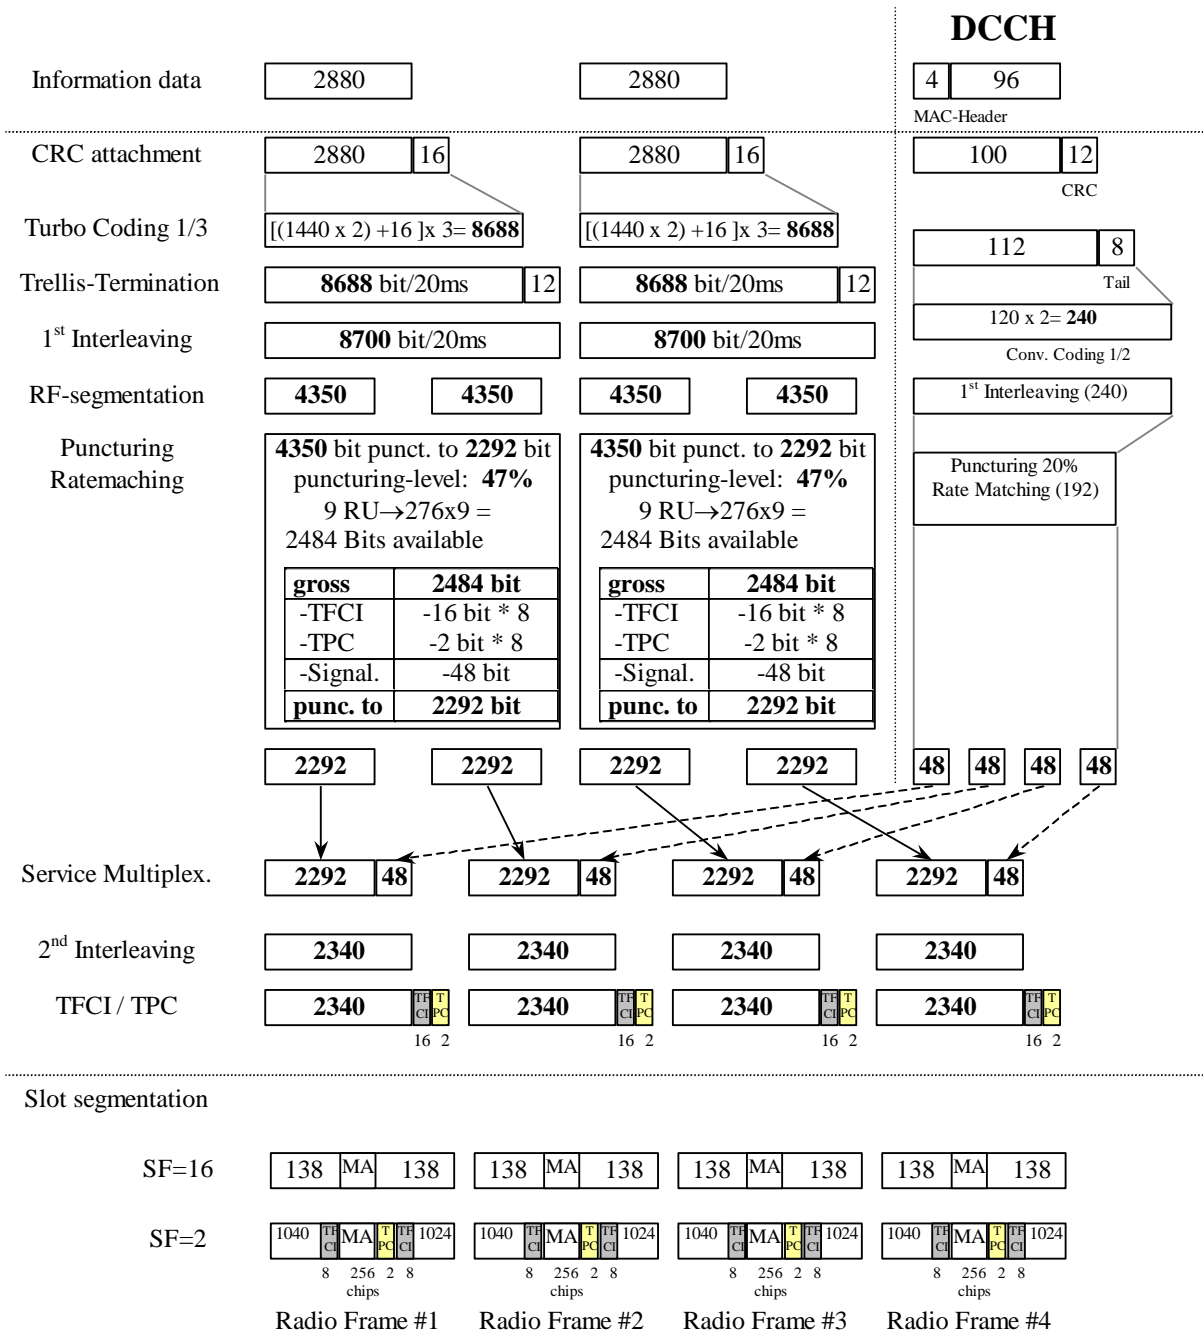 DCCH
Information data 2880 2880 4 96
MAC-Header
CRC attachment 2880 16 2880 16 100 12
CRC
Turbo Coding 1/3 [(1440 x 2) +16 ]x 3= 8688 [(1440 x 2) +16 ]x 3= 8688
112 8
Trellis-Termination 8688 bit/20ms 12 8688 bit/20ms 12
Tail
120 x 2= 240
1st Interleaving 8700 bit/20ms 8700 bit/20ms
Conv. Coding 1/2
RF-segmentation 4350 4350 4350 4350 1st Interleaving (240)
Puncturing
Ratemaching
4350 bit punct. to 2292 bit
puncturing-level: 47%
9 RU→276x9 =
2484 Bits available
gross 2484 bit
-TFCI -16 bit * 8
-TPC -2 bit * 8
-Signal. -48 bit
punc. to 2292 bit
4350 bit punct. to 2292 bit
puncturing-level: 47%
9 RU→276x9 =
2484 Bits available
gross 2484 bit
-TFCI -16 bit * 8
-TPC -2 bit * 8
-Signal. -48 bit
punc. to 2292 bit
Puncturing 20%
Rate Matching (192)
2292 2292 2292 2292 48 48 48 48
Service Multiplex. 2292 48 2292 48 2292 48 2292 48
2nd Interleaving 2340 2340 2340 2340
TFCI / TPC 2340 TF CI T PC 2340 TF CI T PC 2340 TF CI T PC 2340 TF CI T PC
16 2 16 2 16 2 16 2
Slot segmentation
SF=16 138 MA 138 138 MA 138 138 MA 138 138 MA 138
SF=2 1040 TF CI MA T PC TF CI 1024 1040 TF CI MA T PC TF CI 1024 1040 TF CI MA T PC TF CI 1024 1040 TF CI MA T PC TF CI 1024
8 256 2 8 8 256 2 8 8 256 2 8 8 256 2 8
chips chips chips chips
Radio Frame #1 Radio Frame #2 Radio Frame #3 Radio Frame #4